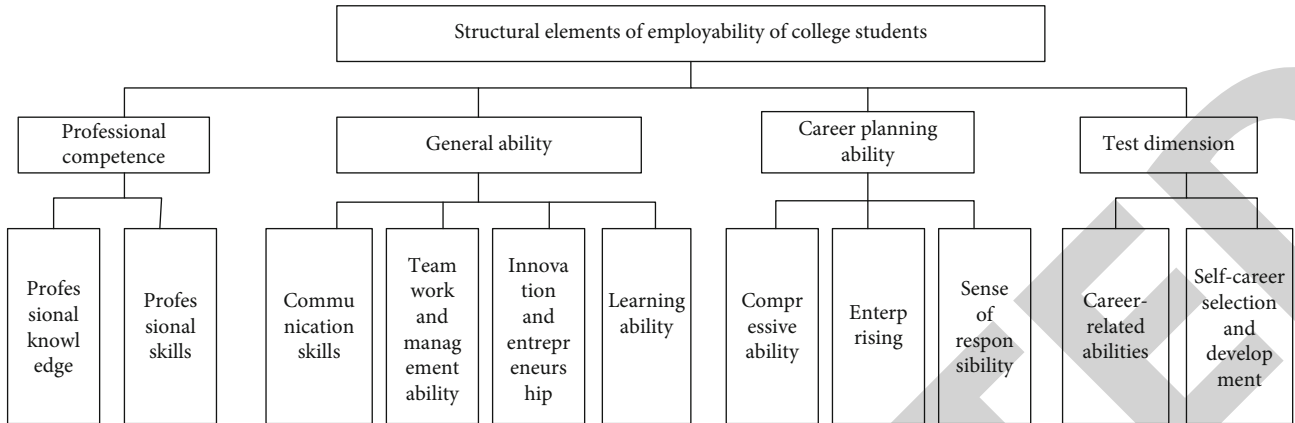 Structural elements of employability of college students
Professional
competence
General ability
Career planning
ability
Test dimension
Profes
sional
knowl
edge
Profes
sional
skills
Commu
nication
skills
Team
work
and
manag
ement
ability
Innova
tion and
entrepr
eneurs
hip
Learning
ability
Compr
essive
ability
Enterp
rising
Sense
of
respon
sibility
Career-
related
abilities
Self-career
selection
and
develop
ment